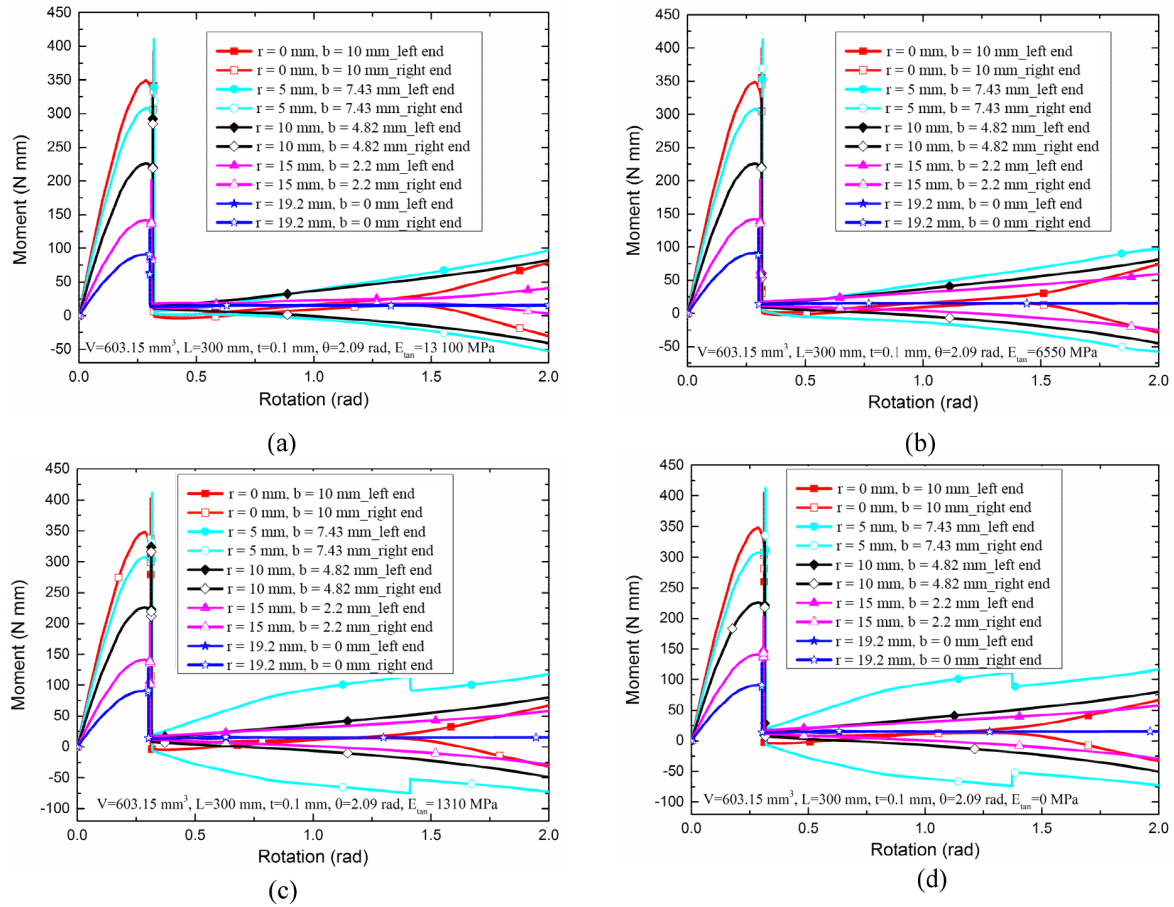 450
400
350
300
250
200
150
100
50
0
-50
Moment (N mm)
r = 0 mm, b = 10 mm_left end
r = 0 mm, b = 10 mm_right end
r = 5 mm, b = 7.43 mm_left end
r = 5 mm, b = 7.43 mm_right end
r = 10 mm, b = 4.82 mm_left end
r = 10 mm, b = 4.82 mm_right end
r = 15 mm, b = 2.2 mm_left end
r = 15 mm, b = 2.2 mm_right end
r = 19.2 mm, b = 0 mm_left end
r = 19.2 mm, b = 0 mm_right end
V=603.15 mm³, L=300 mm, t=0.1 mm, θ=2.09 rad, E_tan=13 100 MPa
0.0 0.5 1.0 1.5 2.0
Rotation (rad)
(a)
450
400
350
300
250
200
150
100
50
0
-50
Moment (N mm)
r = 0 mm, b = 10 mm_left end
r = 0 mm, b = 10 mm_right end
r = 5 mm, b = 7.43 mm_left end
r = 5 mm, b = 7.43 mm_right end
r = 10 mm, b = 4.82 mm_left end
r = 10 mm, b = 4.82 mm_right end
r = 15 mm, b = 2.2 mm_left end
r = 15 mm, b = 2.2 mm_right end
r = 19.2 mm, b = 0 mm_left end
r = 19.2 mm, b = 0 mm_right end
V=603.15 mm³, L=300 mm, t=0.1 mm, θ=2.09 rad, E_tan=6550 MPa
0.0 0.5 1.0 1.5 2.0
Rotation (rad)
(b)
450
400
350
300
250
200
150
100
50
0
-50
-100
Moment (N mm)
r = 0 mm, b = 10 mm_left end
r = 0 mm, b = 10 mm_right end
r = 5 mm, b = 7.43 mm_left end
r = 5 mm, b = 7.43 mm_right end
r = 10 mm, b = 4.82 mm_left end
r = 10 mm, b = 4.82 mm_right end
r = 15 mm, b = 2.2 mm_left end
r = 15 mm, b = 2.2 mm_right end
r = 19.2 mm, b = 0 mm_left end
r = 19.2 mm, b = 0 mm_right end
V=603.15 mm³, L=300 mm, t=0.1 mm, θ=2.09 rad, E_tan=1310 MPa
0.0 0.5 1.0 1.5 2.0
Rotation (rad)
(c)
450
400
350
300
250
200
150
100
50
0
-50
-100
Moment (N mm)
r = 0 mm, b = 10 mm_left end
r = 0 mm, b = 10 mm_right end
r = 5 mm, b = 7.43 mm_left end
r = 5 mm, b = 7.43 mm_right end
r = 10 mm, b = 4.82 mm_left end
r = 10 mm, b = 4.82 mm_right end
r = 15 mm, b = 2.2 mm_left end
r = 15 mm, b = 2.2 mm_right end
r = 19.2 mm, b = 0 mm_left end
r = 19.2 mm, b = 0 mm_right end
V=603.15 mm³, L=300 mm, t=0.1 mm, θ=2.09 rad, E_tan=0 MPa
0.0 0.5 1.0 1.5 2.0
Rotation (rad)
(d)